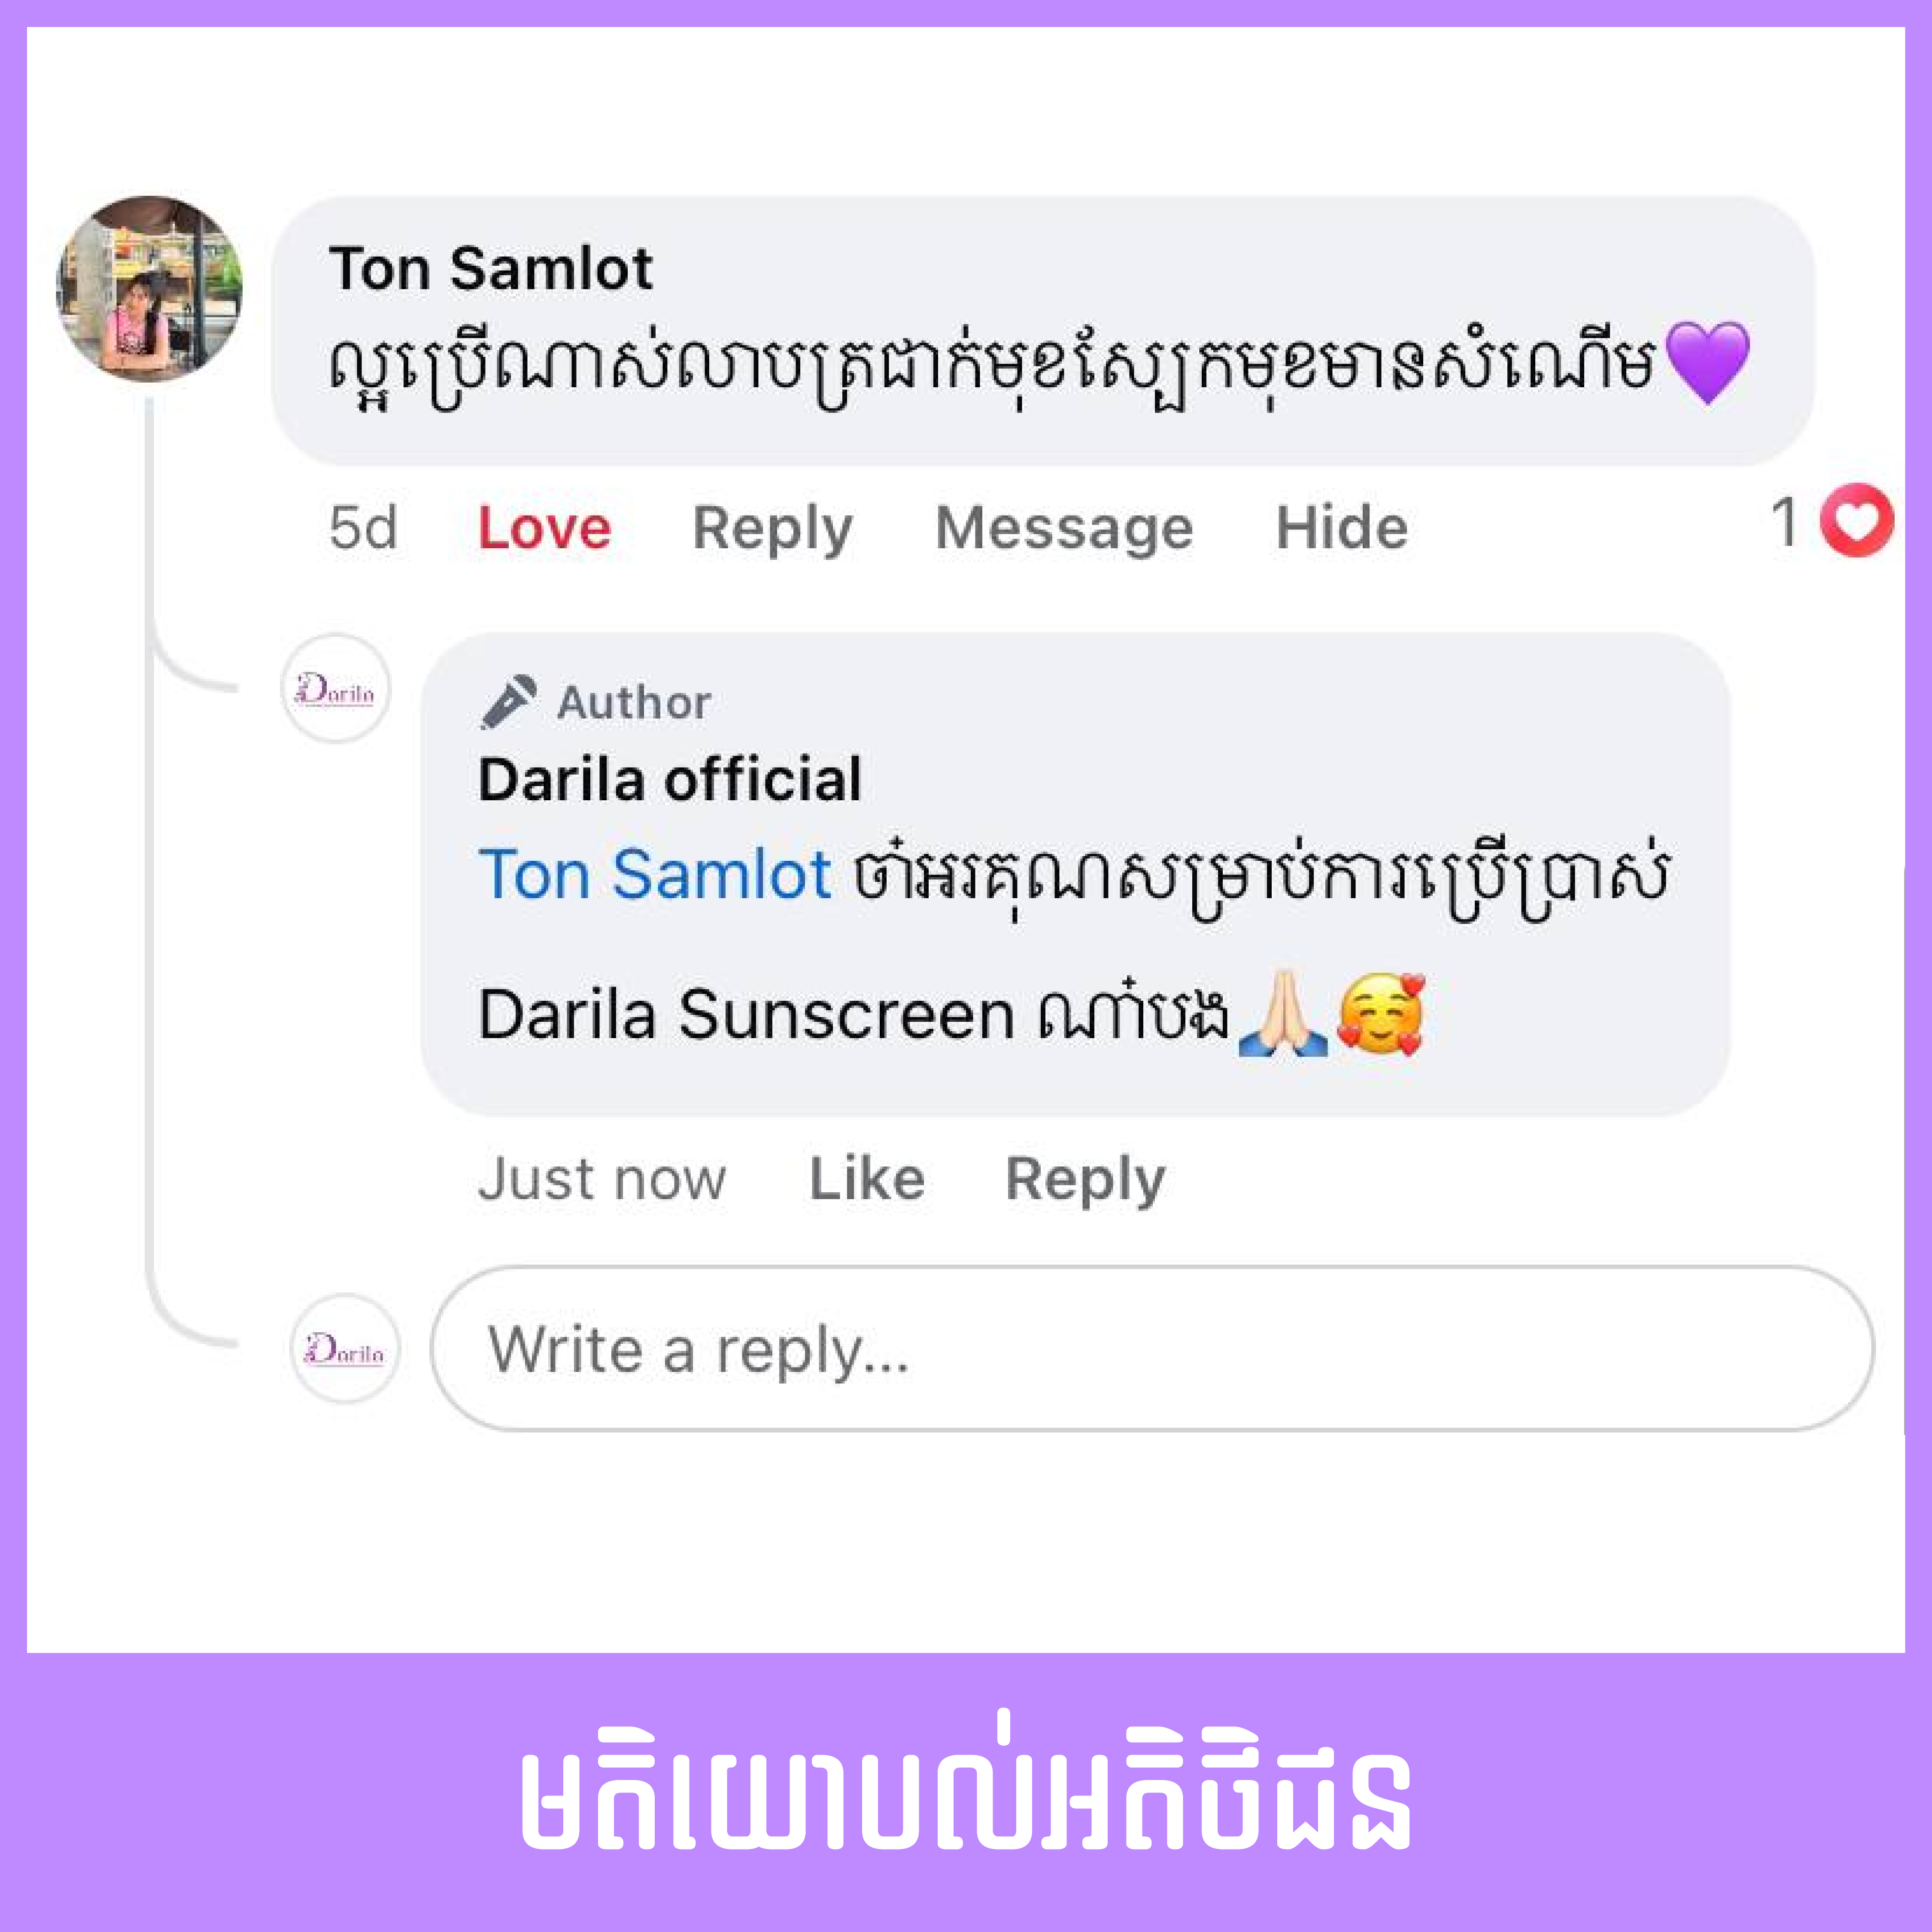 Ton Samlot
ល្អប្រើណាស់លាបត្រជាក់មុខស្បែកមុខមានសំណើម💜
5d Love Reply Message Hide 1
Darila
Author
Darila official
Ton Samlot ចា៎អរគុណសម្រាប់ការប្រើប្រាស់
Darila Sunscreen ណា៎បង🙏🏻🥰
Just now Like Reply
Darila
Write a reply...
មតិយោបល់អតិថិជន